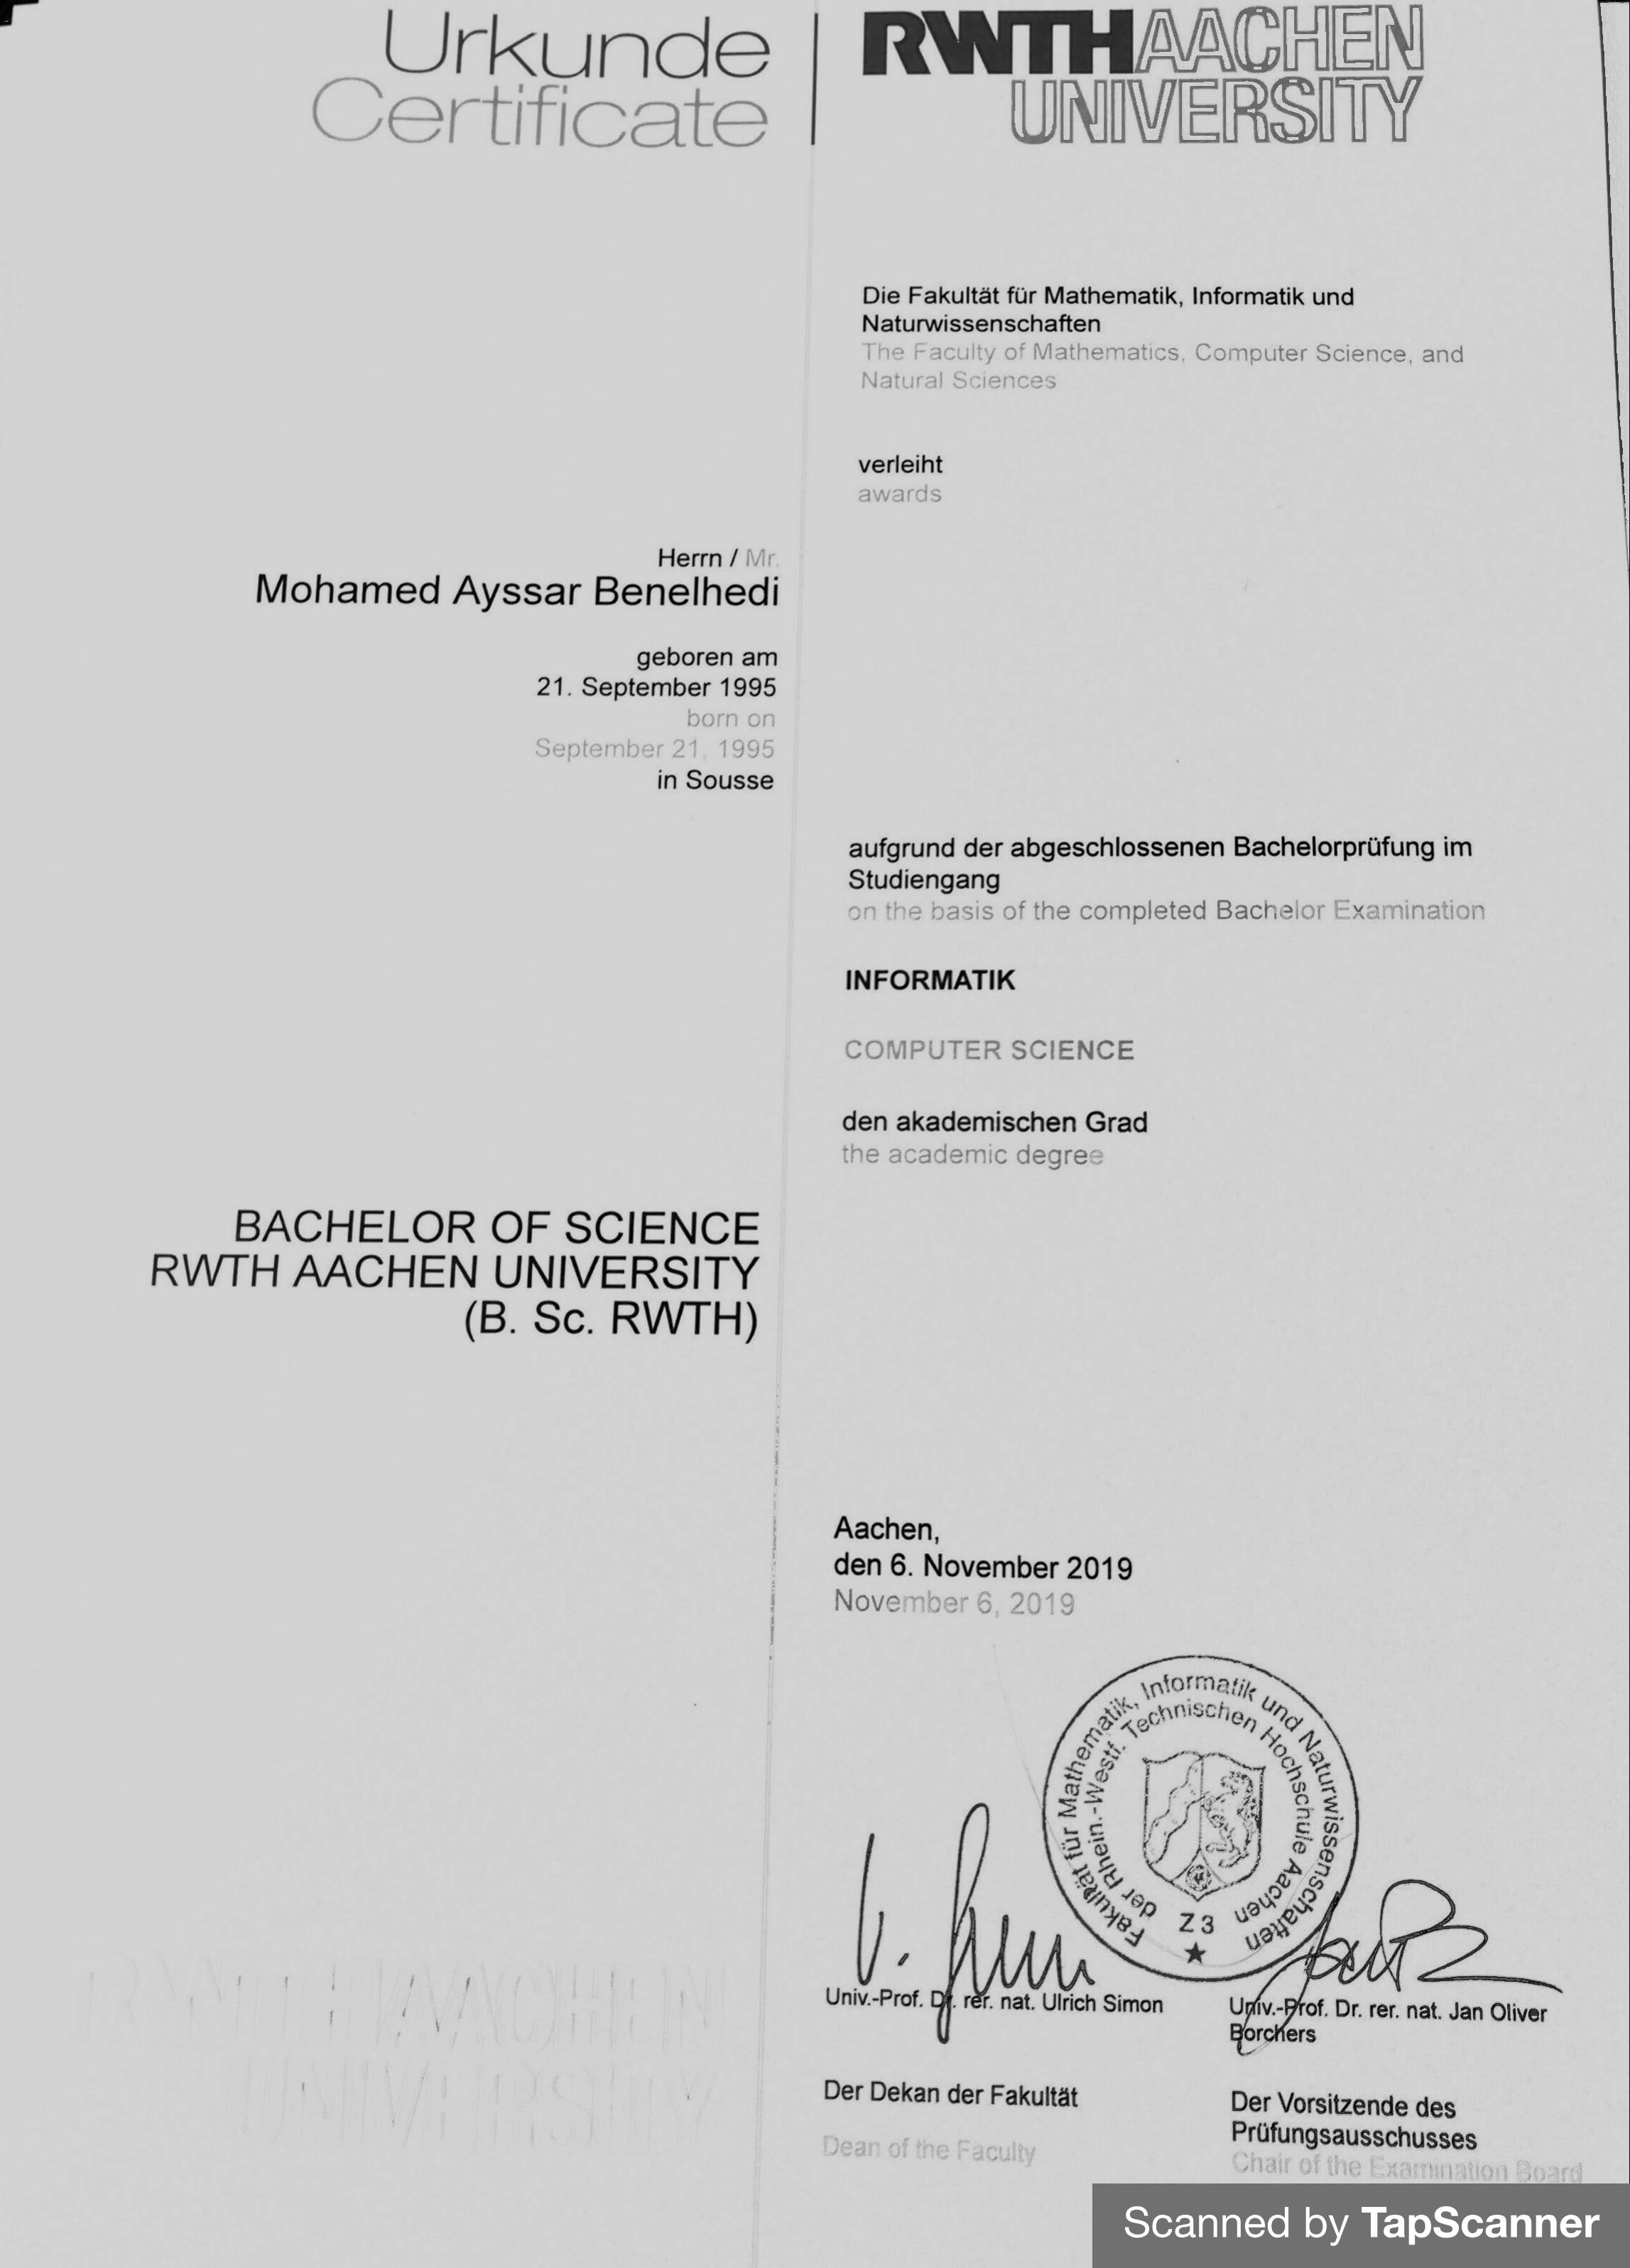 Urkunde
Certificate
RWTHAACHEN
UNIVERSITY
Die Fakultät für Mathematik, Informatik und
Naturwissenschaften
The Faculty of Mathematics, Computer Science, and
Natural Sciences
verleiht
awards
Herrn / Mr.
Mohamed Ayssar Benelhedi
geboren am
21. September 1995
born on
September 21, 1995
in Sousse
aufgrund der abgeschlossenen Bachelorprüfung im
Studiengang
on the basis of the completed Bachelor Examination
INFORMATIK
COMPUTER SCIENCE
den akademischen Grad
the academic degree
BACHELOR OF SCIENCE
RWTH AACHEN UNIVERSITY
(B. Sc. RWTH)
Aachen,
den 6. November 2019
November 6, 2019
Fakultät für Mathematik, Informatik und Naturwissenschaften
der Rhein.-Westf. Technischen Hochschule Aachen
Z 3
Univ.-Prof. Dr. rer. nat. Ulrich Simon
Univ.-Prof. Dr. rer. nat. Jan Oliver
Borchers
Der Dekan der Fakultät
Dean of the Faculty
Der Vorsitzende des
Prüfungsausschusses
Chair of the Examination Board
RWTH AACHEN
UNIVERSITY
Scanned by TapScanner